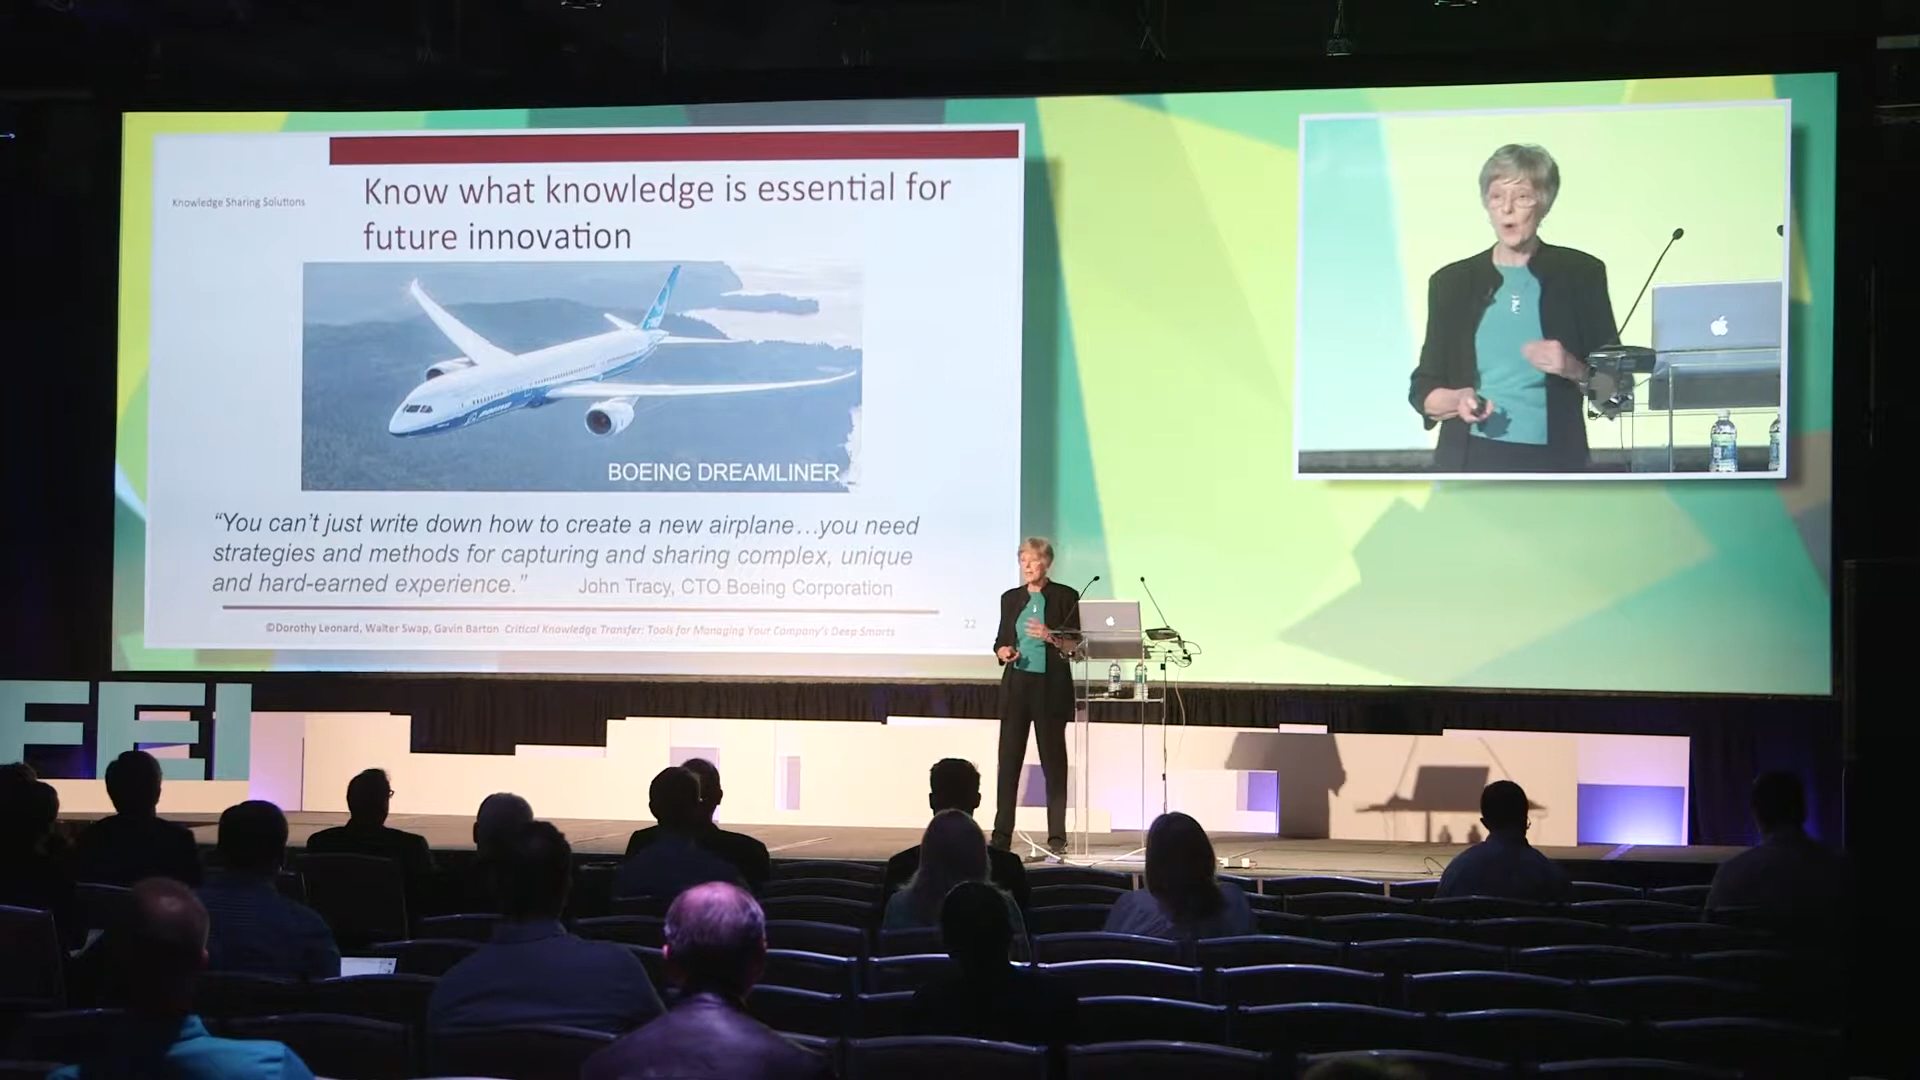 Knowledge Sharing Solutions
Know what knowledge is essential for
future innovation
BOEING DREAMLINER
“You can’t just write down how to create a new airplane…you need
strategies and methods for capturing and sharing complex, unique
and hard-earned experience.” John Tracy, CTO Boeing Corporation
©Dorothy Leonard, Walter Swap, Gavin Barton Critical Knowledge Transfer: Tools for Managing Your Company’s Deep Smarts
22
FEI